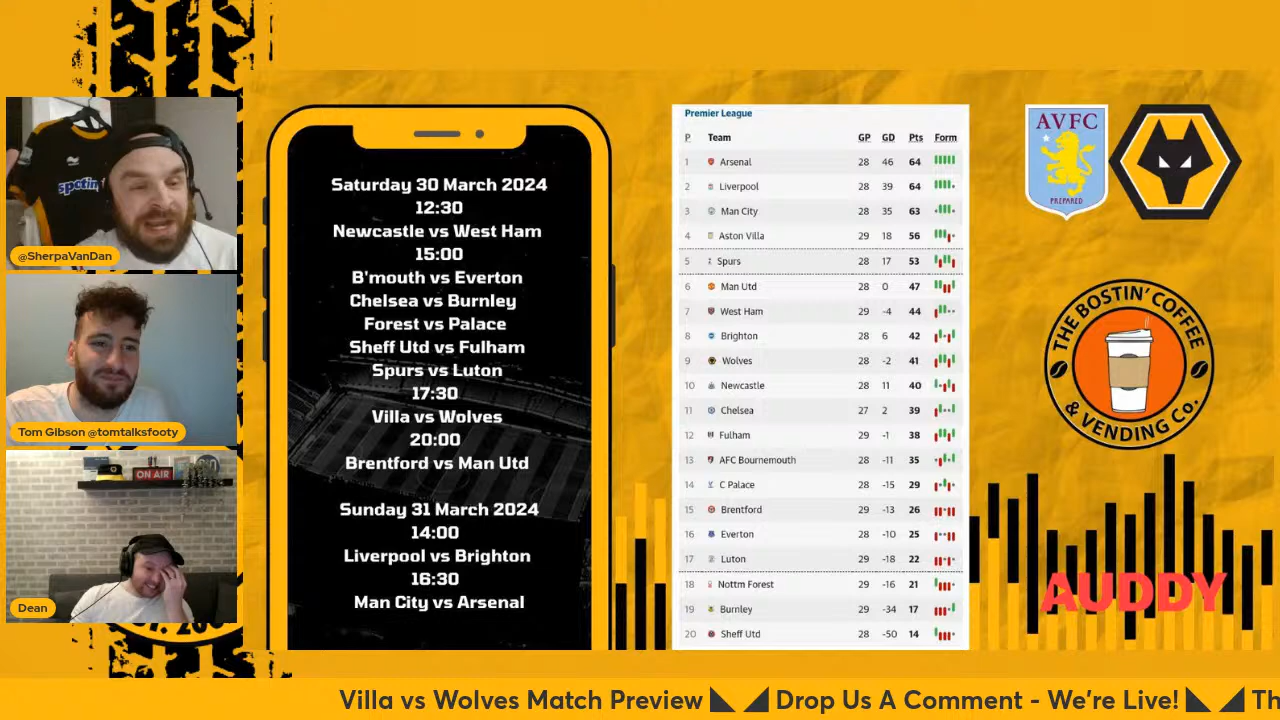 spotin
@SherpaVanDan
Tom Gibson @tomtalksfooty
ON AIR
Dean
Saturday 30 March 2024
12:30
Newcastle vs West Ham
15:00
B'mouth vs Everton
Chelsea vs Burnley
Forest vs Palace
Sheff Utd vs Fulham
Spurs vs Luton
17:30
Villa vs Wolves
20:00
Brentford vs Man Utd
Sunday 31 March 2024
14:00
Liverpool vs Brighton
16:30
Man City vs Arsenal
Premier League
P Team GP GD Pts Form
1 Arsenal 28 46 64
2 Liverpool 28 39 64
3 Man City 28 35 63
4 Aston Villa 29 18 56
5 Spurs 28 17 53
6 Man Utd 28 0 47
7 West Ham 29 -4 44
8 Brighton 28 6 42
9 Wolves 28 -2 41
10 Newcastle 28 11 40
11 Chelsea 27 2 39
12 Fulham 29 -1 38
13 AFC Bournemouth 28 -11 35
14 C Palace 28 -15 29
15 Brentford 29 -13 26
16 Everton 28 -10 25
17 Luton 29 -18 22
18 Nottm Forest 29 -16 21
19 Burnley 29 -34 17
20 Sheff Utd 28 -50 14
AVFC
PREPARED
THE BOSTIN' COFFEE
& VENDING CO.
AUDDY
Villa vs Wolves Match Preview Drop Us A Comment - We're Live! Th